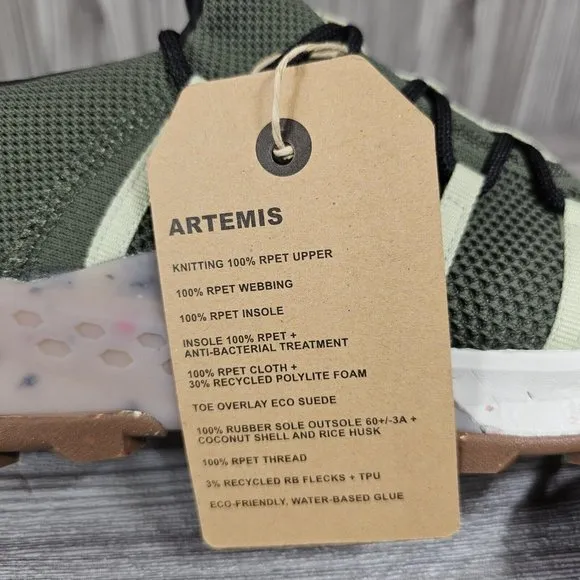 ARTEMIS
KNITTING 100% RPET UPPER
100% RPET WEBBING
100% RPET INSOLE
INSOLE 100% RPET +
ANTI-BACTERIAL TREATMENT
100% RPET CLOTH +
30% RECYCLED POLYLITE FOAM
TOE OVERLAY ECO SUEDE
100% RUBBER SOLE OUTSOLE 60+/-3A +
COCONUT SHELL AND RICE HUSK
100% RPET THREAD
3% RECYCLED RB FLECKS + TPU
ECO-FRIENDLY, WATER-BASED GLUE